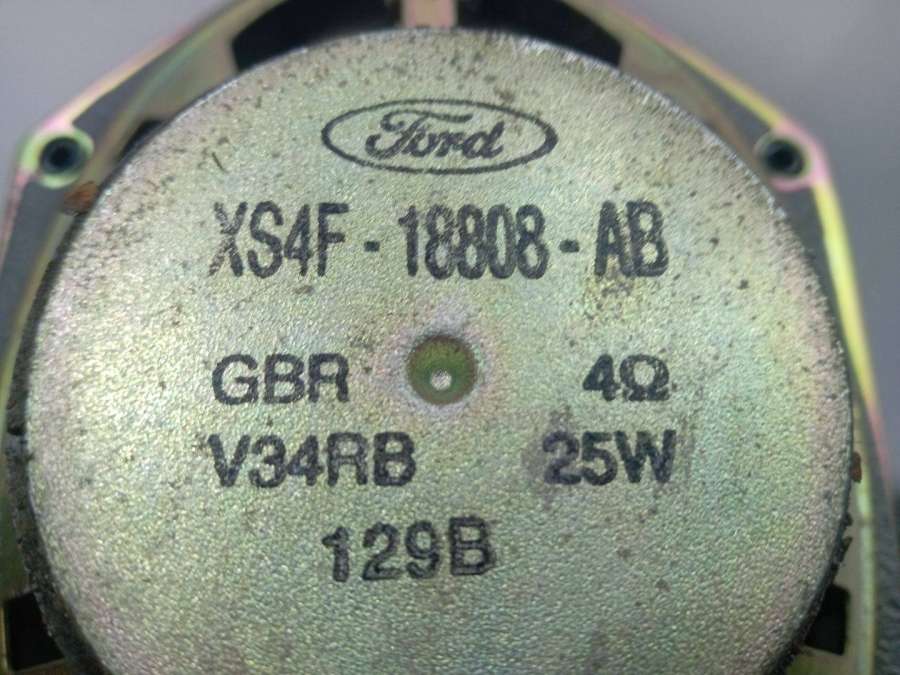 Ford
XS4F-18808-AB
GBR 4Ω
V34RB 25W
129B